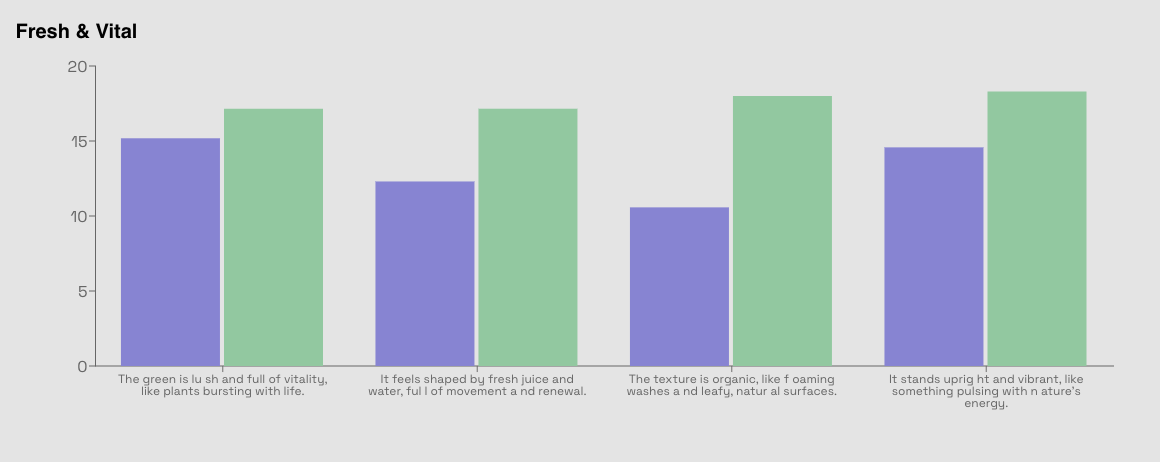 Fresh & Vital
20
15
10
5
0
The green is lu sh and full of vitality,
like plants bursting with life.
It feels shaped by fresh juice and
water, ful l of movement a nd renewal.
The texture is organic, like f oaming
washes a nd leafy, natur al surfaces.
It stands uprig ht and vibrant, like
something pulsing with n ature's
energy.